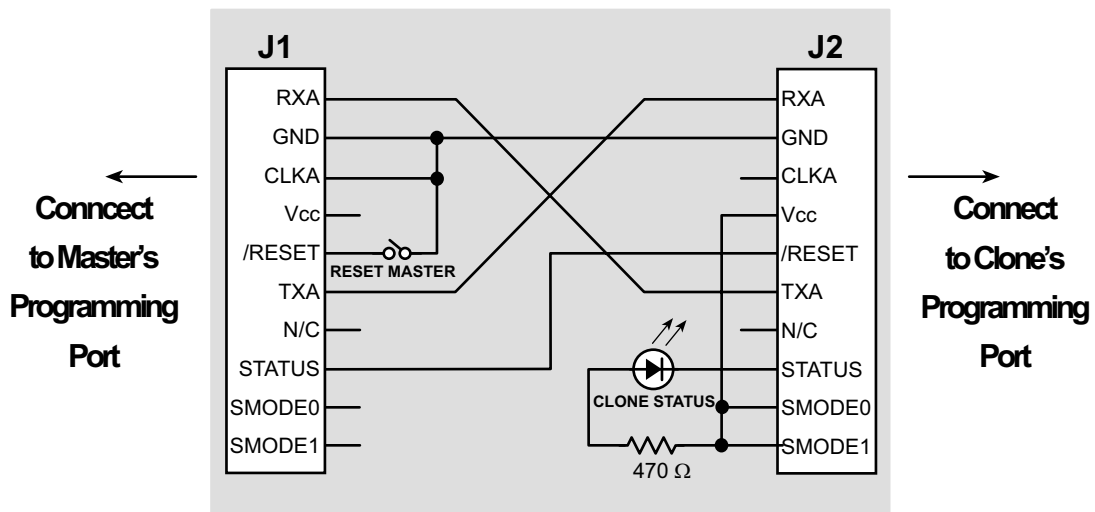 J1
J2
RXA
GND
CLKA
Vcc
/RESET
TXA
N/C
STATUS
SMODE0
SMODE1
RXA
GND
CLKA
Vcc
/RESET
TXA
N/C
STATUS
SMODE0
SMODE1
RESET MASTER
CLONE STATUS
470 Ω
Conncect
to Master’s
Programming
Port
Connect
to Clone’s
Programming
Port